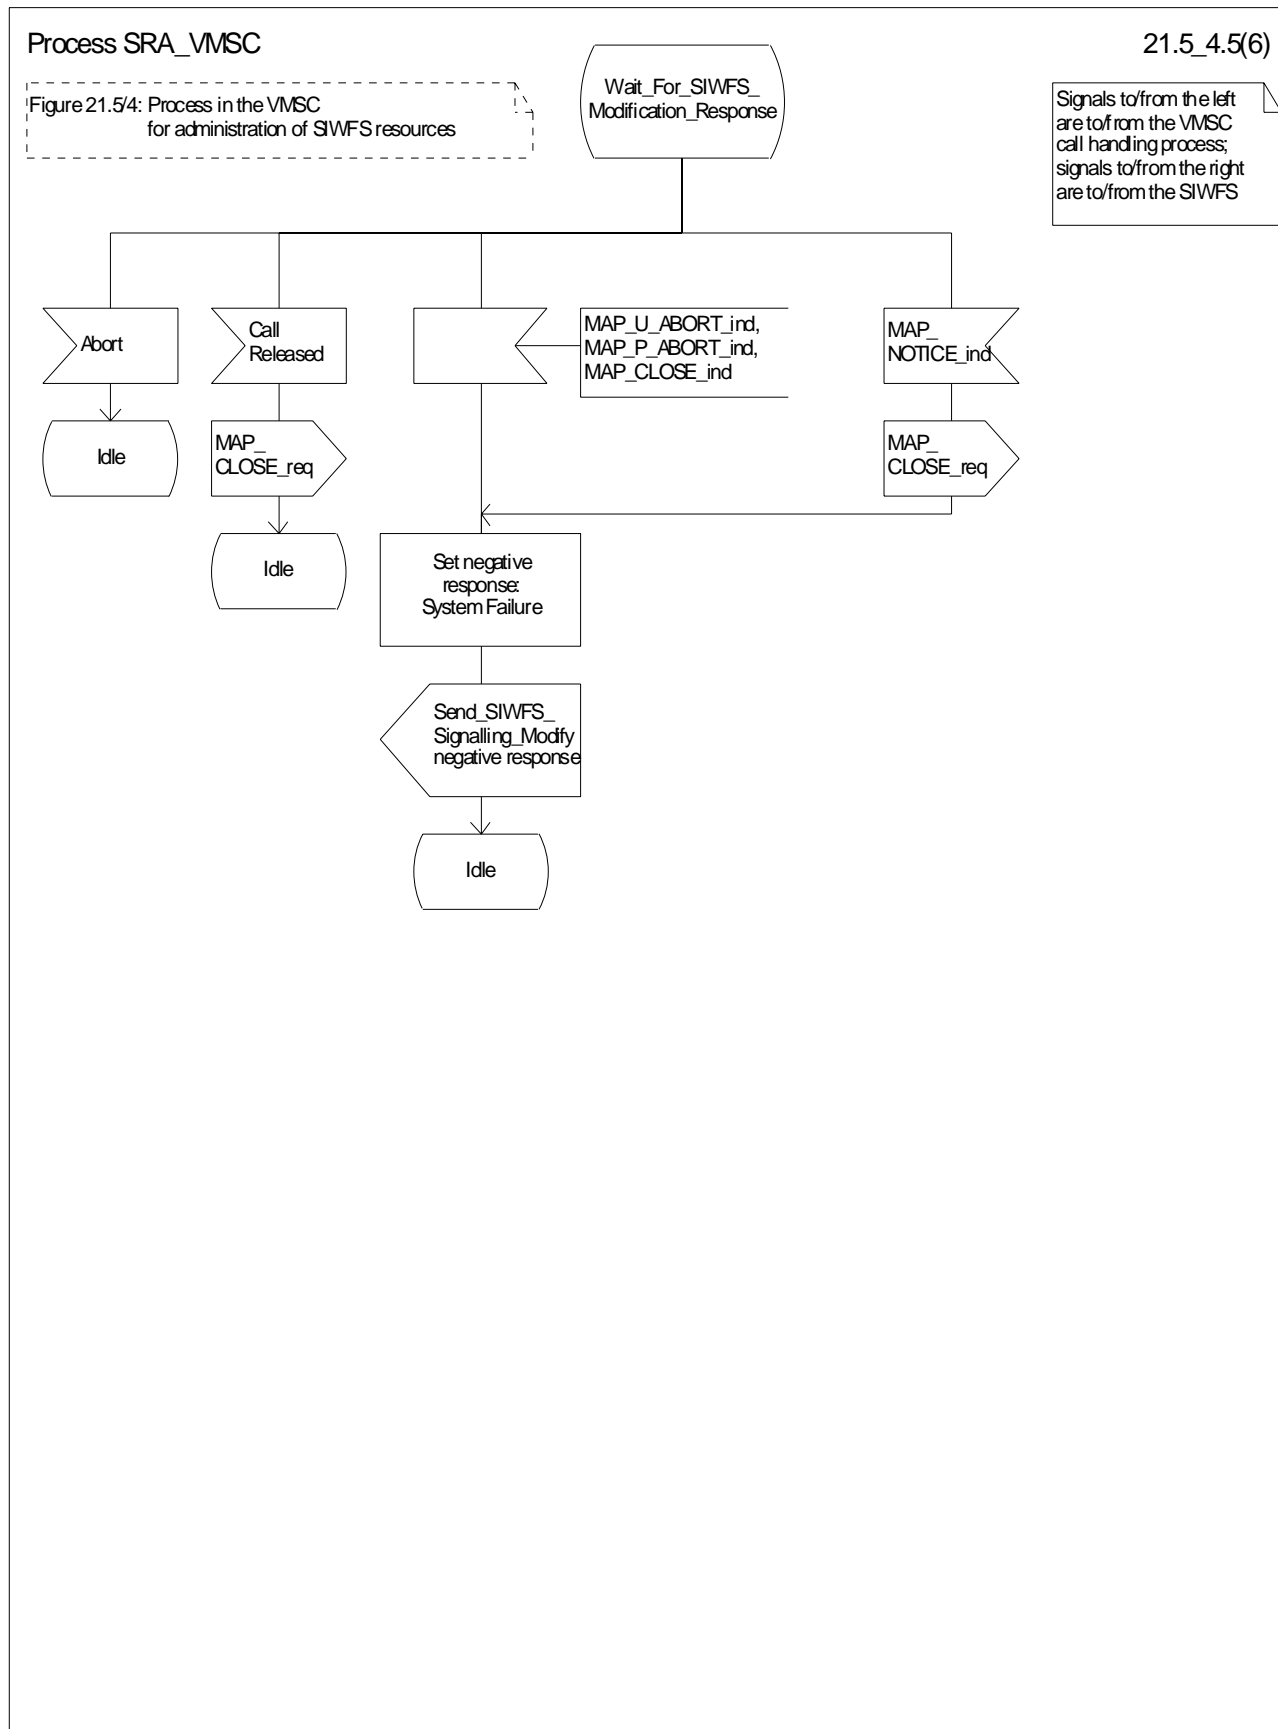 Process SRA_VMSC
21.5_4.5(6)
Figure 21.5/4: Process in the VMSC
for administration of SIWFS resources
Wait_For_SIWFS_
Modification_Response
Signals to/from the left
are to/from the VMSC
call handling process;
signals to/from the right
are to/from the SIWFS
Abort
Call
Released
MAP_U_ABORT_ind,
MAP_P_ABORT_ind,
MAP_CLOSE_ind
MAP_
NOTICE_ind
Idle
MAP_
CLOSE_req
MAP_
CLOSE_req
Idle
Set negative
response:
System Failure
Send_SIWFS_
Signalling_Modify
negative response
Idle